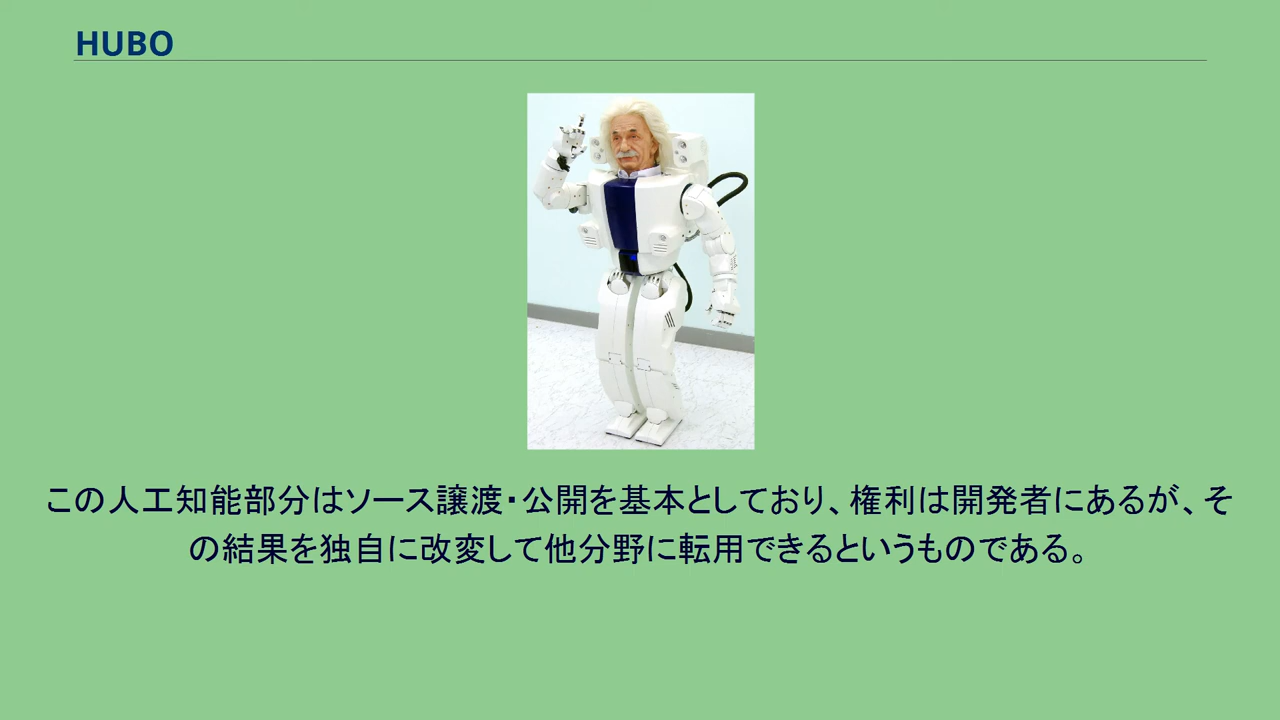 HUBO
この人工知能部分はソース譲渡・公開を基本としており、権利は開発者にあるが、そ
の結果を独自に改変して他分野に転用できるというものである。